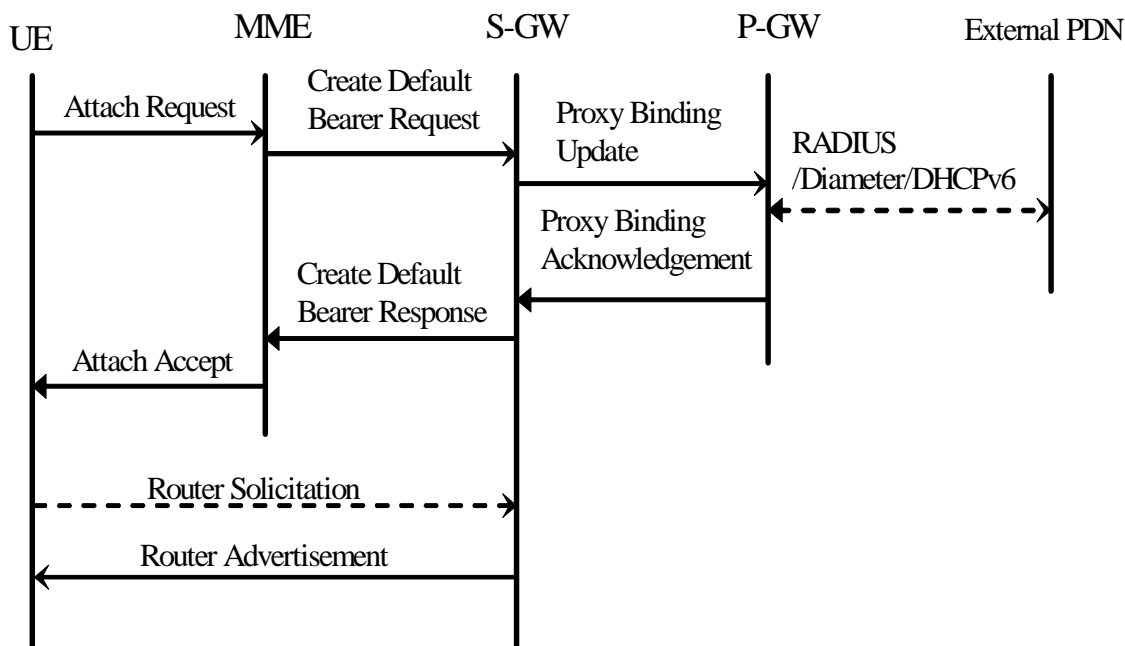 UE
MME
S-GW
P-GW
External PDN
Attach Request
Create Default
Bearer Request
Proxy Binding
Update
RADIUS
/Diameter/DHCPv6
Proxy Binding
Acknowledgement
Create Default
Bearer Response
Attach Accept
Router Solicitation
Router Advertisement